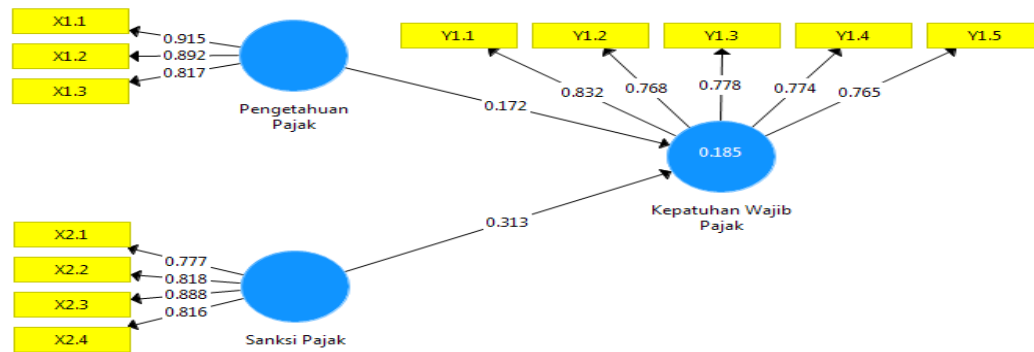 X1.1
X1.2
X1.3
0.915
0.892
0.817
Pengetahuan
Pajak
Y1.1
Y1.2
Y1.3
Y1.4
Y1.5
0.832
0.768
0.778
0.774
0.765
0.172
0.185
Kepatuhan Wajib
Pajak
0.313
X2.1
X2.2
X2.3
X2.4
0.777
0.818
0.888
0.816
Sanksi Pajak